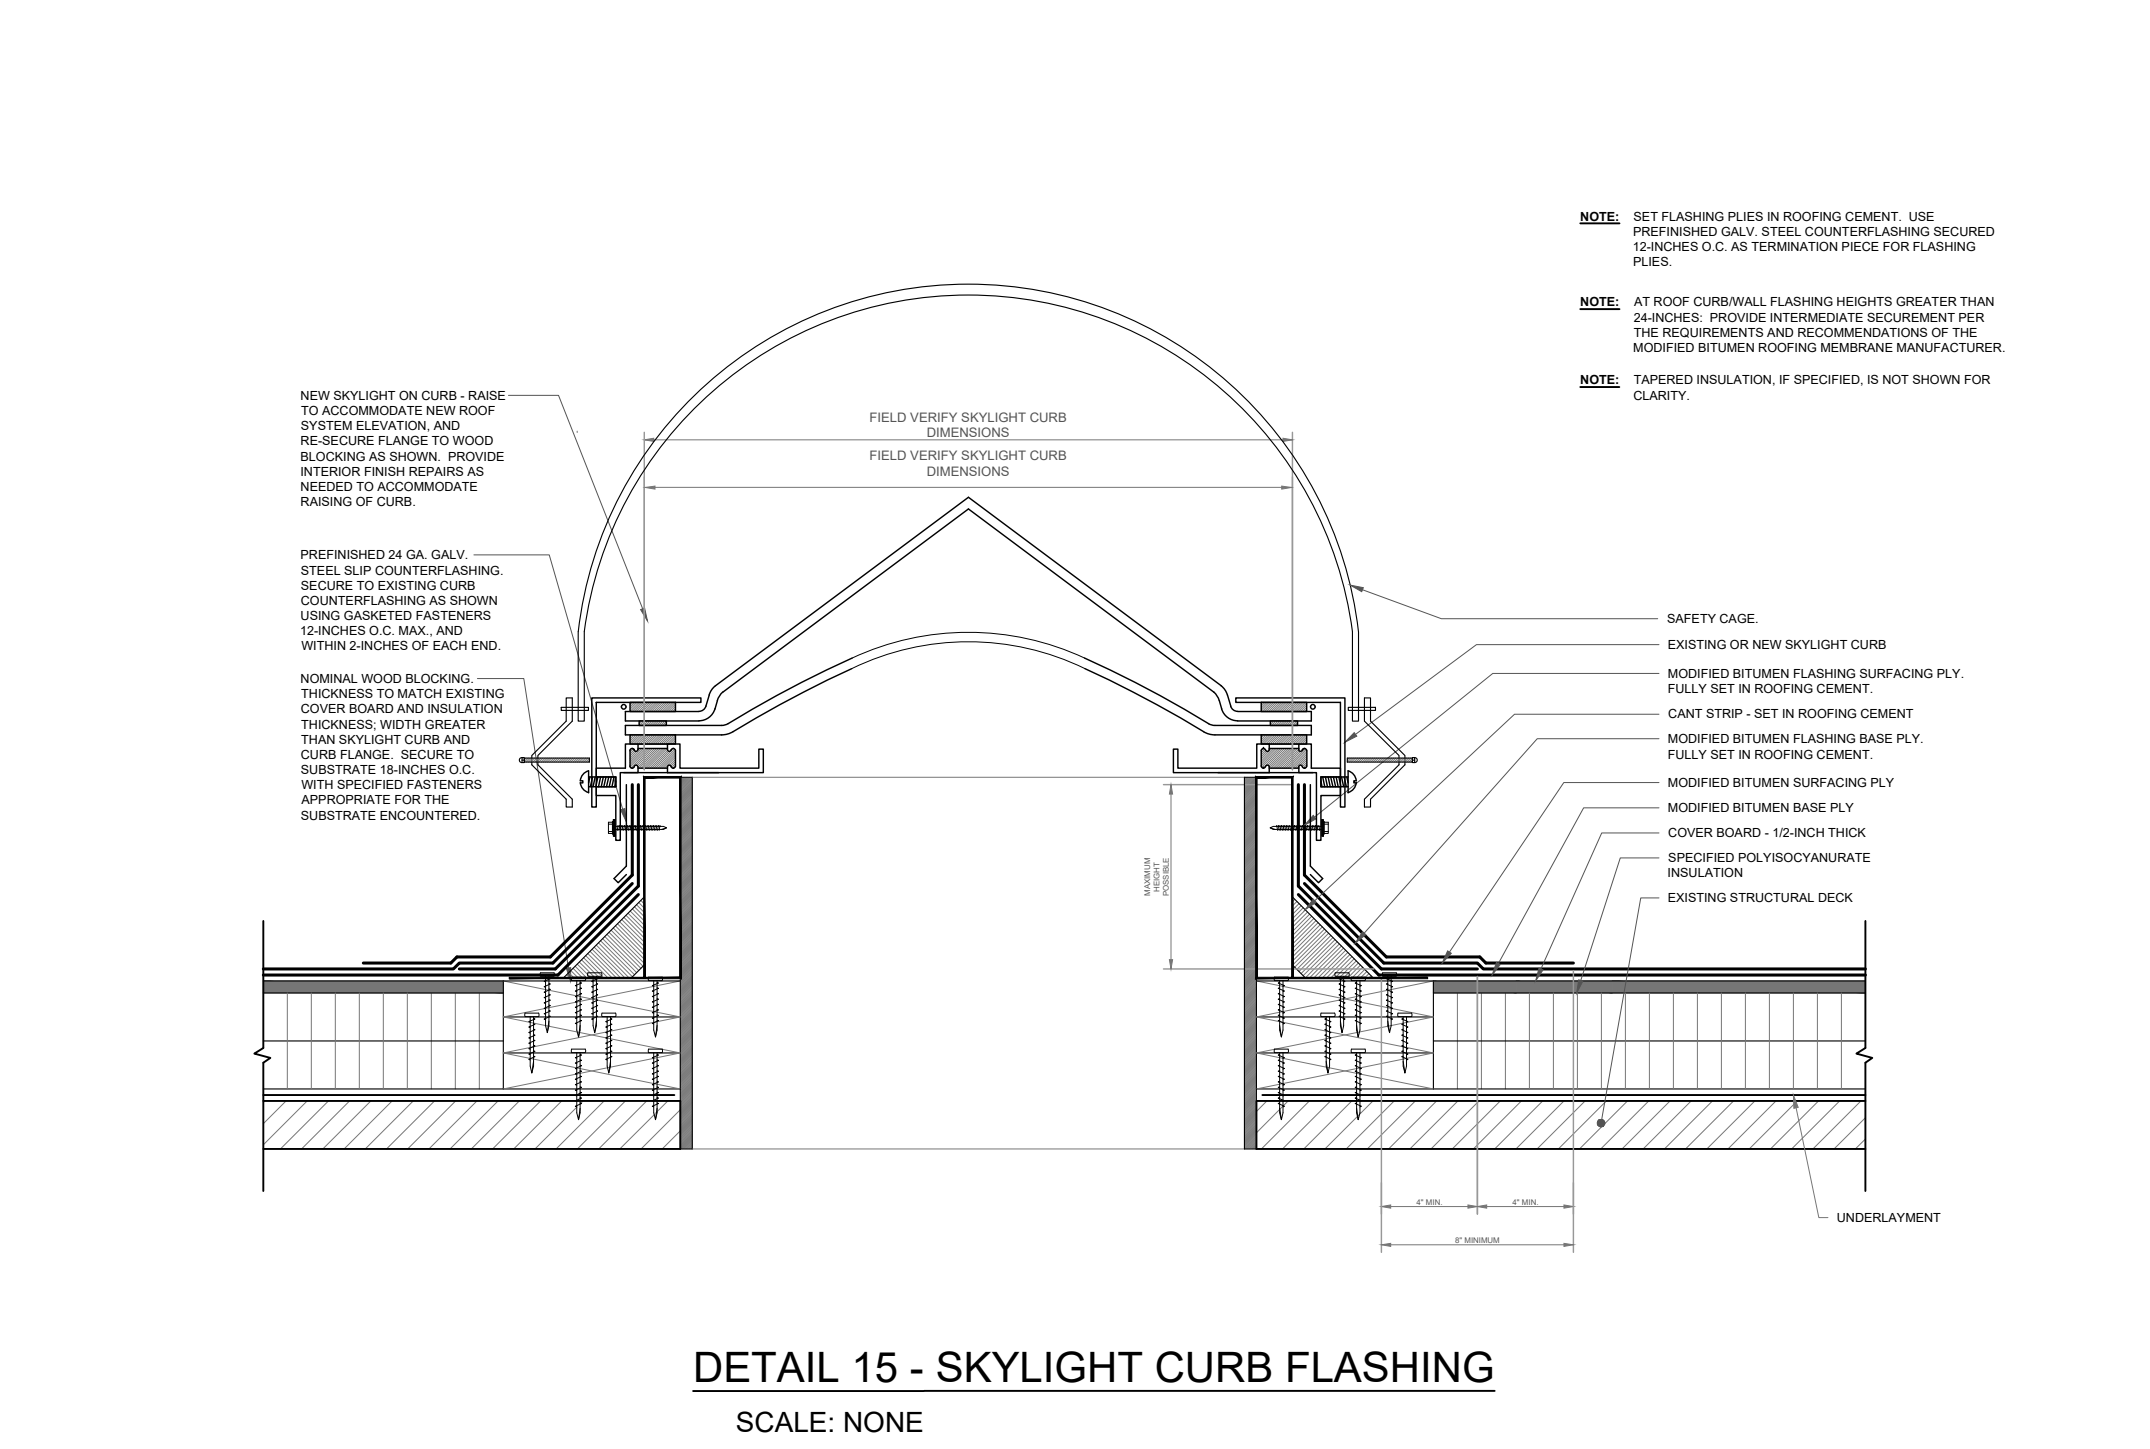 NOTE: SET FLASHING PLIES IN ROOFING CEMENT. USE
PREFINISHED GALV. STEEL COUNTERFLASHING SECURED
12-INCHES O.C. AS TERMINATION PIECE FOR FLASHING
PLIES.
NOTE: AT ROOF CURB/WALL FLASHING HEIGHTS GREATER THAN
24-INCHES: PROVIDE INTERMEDIATE SECUREMENT PER
THE REQUIREMENTS AND RECOMMENDATIONS OF THE
MODIFIED BITUMEN ROOFING MEMBRANE MANUFACTURER.
NOTE: TAPERED INSULATION, IF SPECIFIED, IS NOT SHOWN FOR
CLARITY.
NEW SKYLIGHT ON CURB - RAISE
TO ACCOMMODATE NEW ROOF
SYSTEM ELEVATION, AND
RE-SECURE FLANGE TO WOOD
BLOCKING AS SHOWN. PROVIDE
INTERIOR FINISH REPAIRS AS
NEEDED TO ACCOMMODATE
RAISING OF CURB.
PREFINISHED 24 GA. GALV.
STEEL SLIP COUNTERFLASHING.
SECURE TO EXISTING CURB
COUNTERFLASHING AS SHOWN
USING GASKETED FASTENERS
12-INCHES O.C. MAX., AND
WITHIN 2-INCHES OF EACH END.
NOMINAL WOOD BLOCKING.
THICKNESS TO MATCH EXISTING
COVER BOARD AND INSULATION
THICKNESS; WIDTH GREATER
THAN SKYLIGHT CURB AND
CURB FLANGE. SECURE TO
SUBSTRATE 18-INCHES O.C.
WITH SPECIFIED FASTENERS
APPROPRIATE FOR THE
SUBSTRATE ENCOUNTERED.
FIELD VERIFY SKYLIGHT CURB
DIMENSIONS
FIELD VERIFY SKYLIGHT CURB
DIMENSIONS
MAXIMUM
HEIGHT
POSSIBLE
SAFETY CAGE.
EXISTING OR NEW SKYLIGHT CURB
MODIFIED BITUMEN FLASHING SURFACING PLY.
FULLY SET IN ROOFING CEMENT.
CANT STRIP - SET IN ROOFING CEMENT
MODIFIED BITUMEN FLASHING BASE PLY.
FULLY SET IN ROOFING CEMENT.
MODIFIED BITUMEN SURFACING PLY
MODIFIED BITUMEN BASE PLY
COVER BOARD - 1/2-INCH THICK
SPECIFIED POLYISOCYANURATE
INSULATION
EXISTING STRUCTURAL DECK
4" MIN. 4" MIN.
8" MINIMUM
UNDERLAYMENT
DETAIL 15 - SKYLIGHT CURB FLASHING
SCALE: NONE